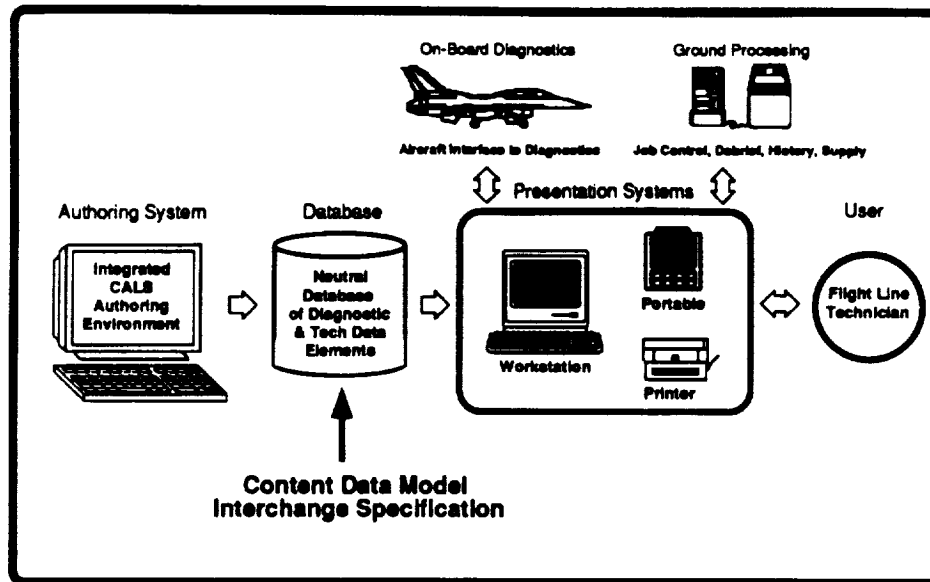 On-Board Diagnostics
Ground Processing
Aircraft Interface to Diagnostics
Job Control, Debrief, History, Supply
Presentation Systems
Authoring System
Database
User
Integrated
CALS
Authoring
Environment
Neutral
Database
of Diagnostic
& Tech Data
Elements
Workstation
Portable
Printer
Flight Line
Technician
Content Data Model
Interchange Specification